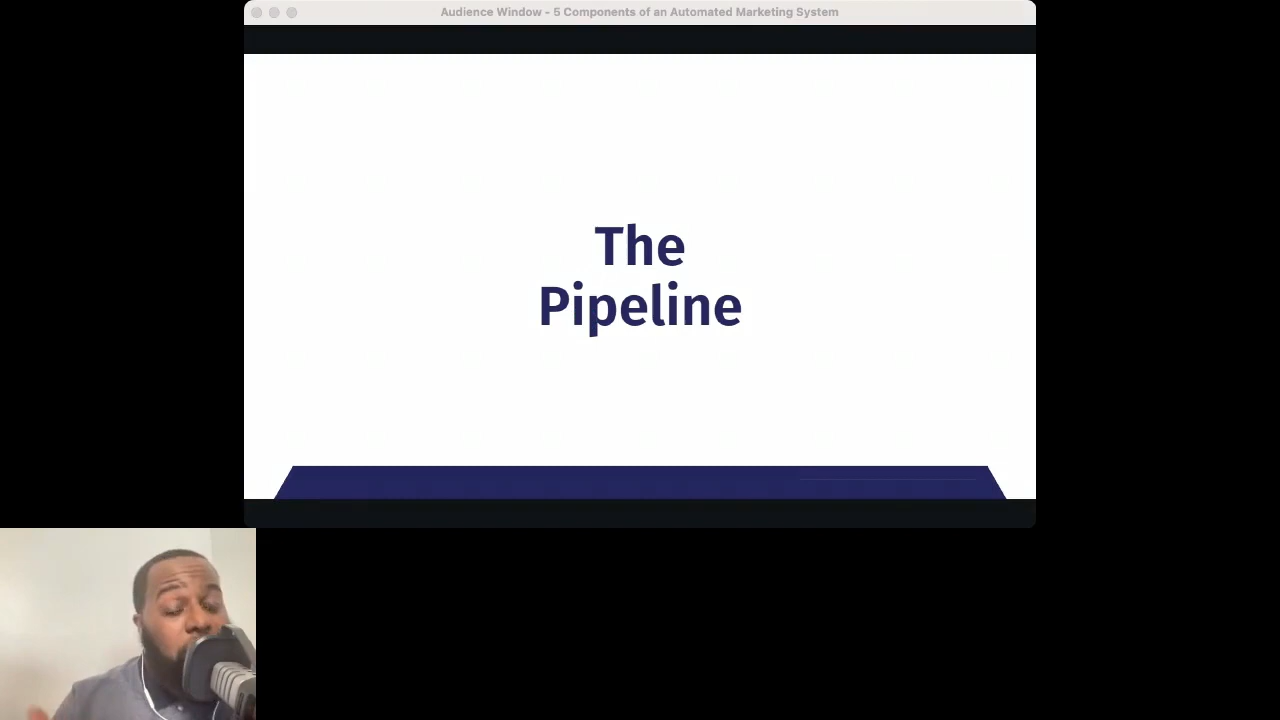 Audience Window - 5 Components of an Automated Marketing System
The
Pipeline